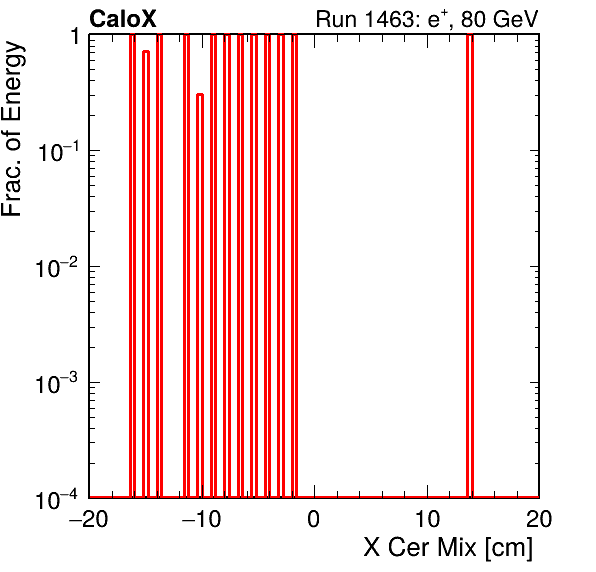 CaloX Run 1463: e⁺, 80 GeV
Frac. of Energy
1
10⁻¹
10⁻²
10⁻³
10⁻⁴
−20 −10 0 10 20
X Cer Mix [cm]